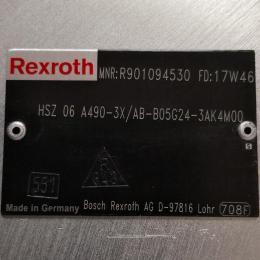 Rexroth MNR:R901094530 FD:17W46
HSZ 06 A490-3X/AB-B05G24-3AK4M00
551
Made in Germany Bosch Rexroth AG D-97816 Lohr 708F